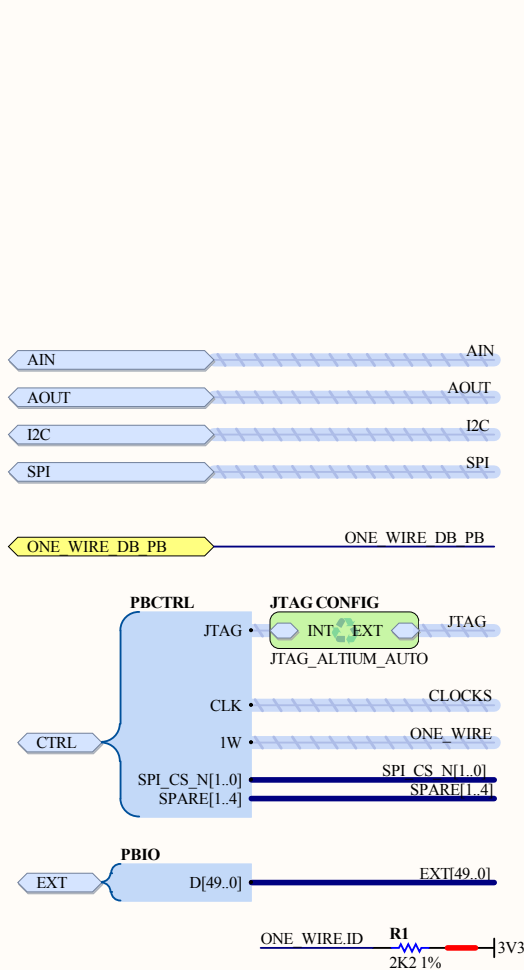 AIN AIN
AOUT AOUT
I2C I2C
SPI SPI
ONE_WIRE_DB_PB ONE_WIRE_DB_PB
PBCTRL JTAG CONFIG
JTAG INT EXT JTAG
JTAG_ALTIUM_AUTO
CLK CLOCKS
CTRL 1W ONE_WIRE
SPI_CS_N[1..0] SPI_CS_N[1..0]
SPARE[1..4] SPARE[1..4]
PBIO
EXT D[49..0] EXT[49..0]
ONE_WIRE.ID R1 3V3
2K2 1%